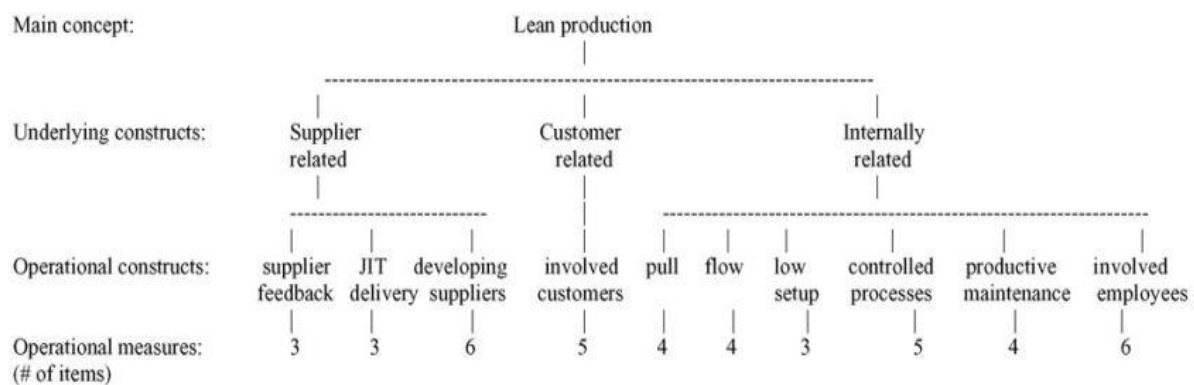 Main concept: Lean production
Underlying constructs: Supplier Customer Internally
related related related
Operational constructs: supplier JIT developing involved pull flow low controlled productive involved
feedback delivery suppliers customers setup processes maintenance employees
Operational measures: 3 3 6 5 4 4 3 5 4 6
(# of items)